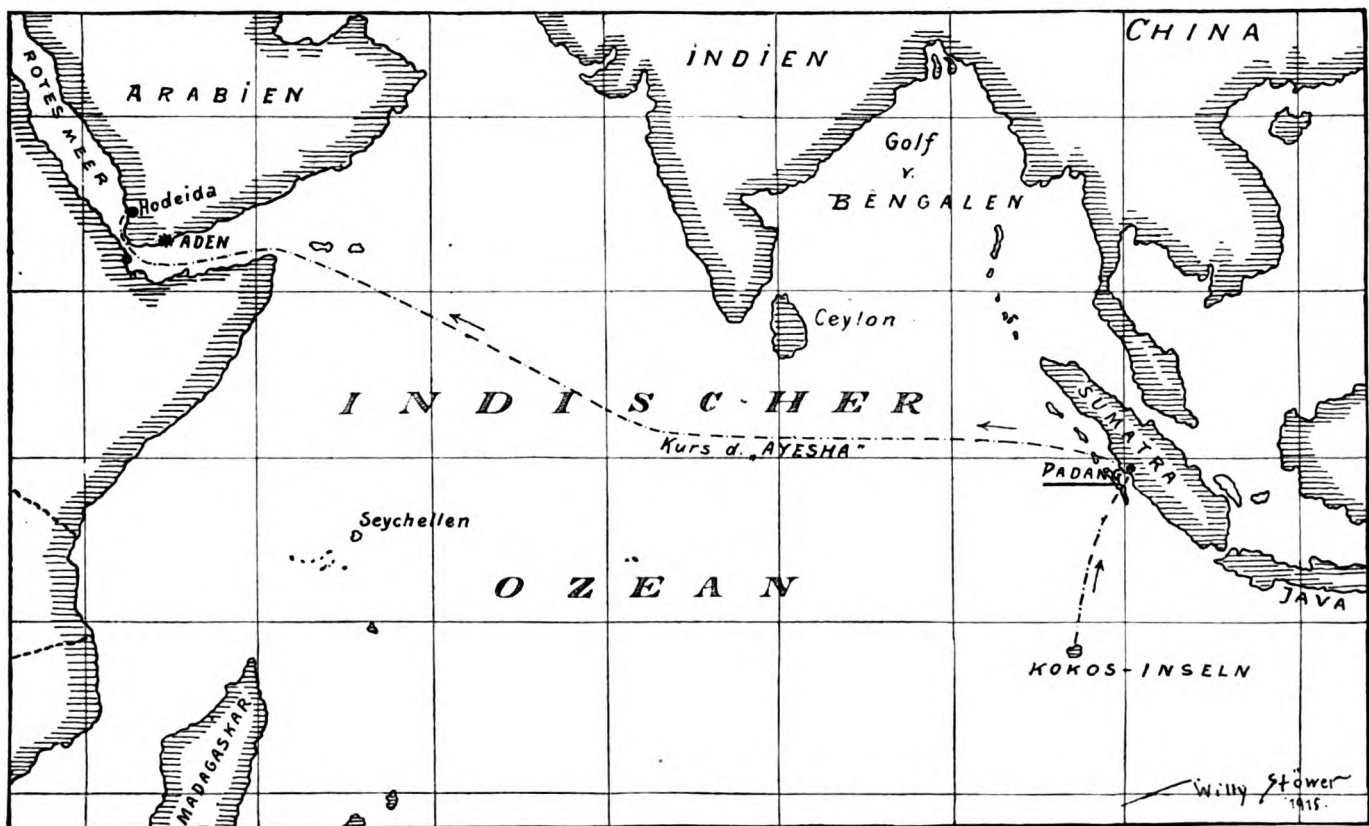 CHINA
INDIEN
ARABIEN
ROTES MEER
Golf
v.
BENGALEN
Hodeida
ADEN
Ceylon
INDISCHER
Kurs d. „AYESHA"
SUMATRA
PADANG
Seychellen
OZEAN
JAVA
KOKOS-INSELN
MADAGASKAR
Willy Stöwer
1915.